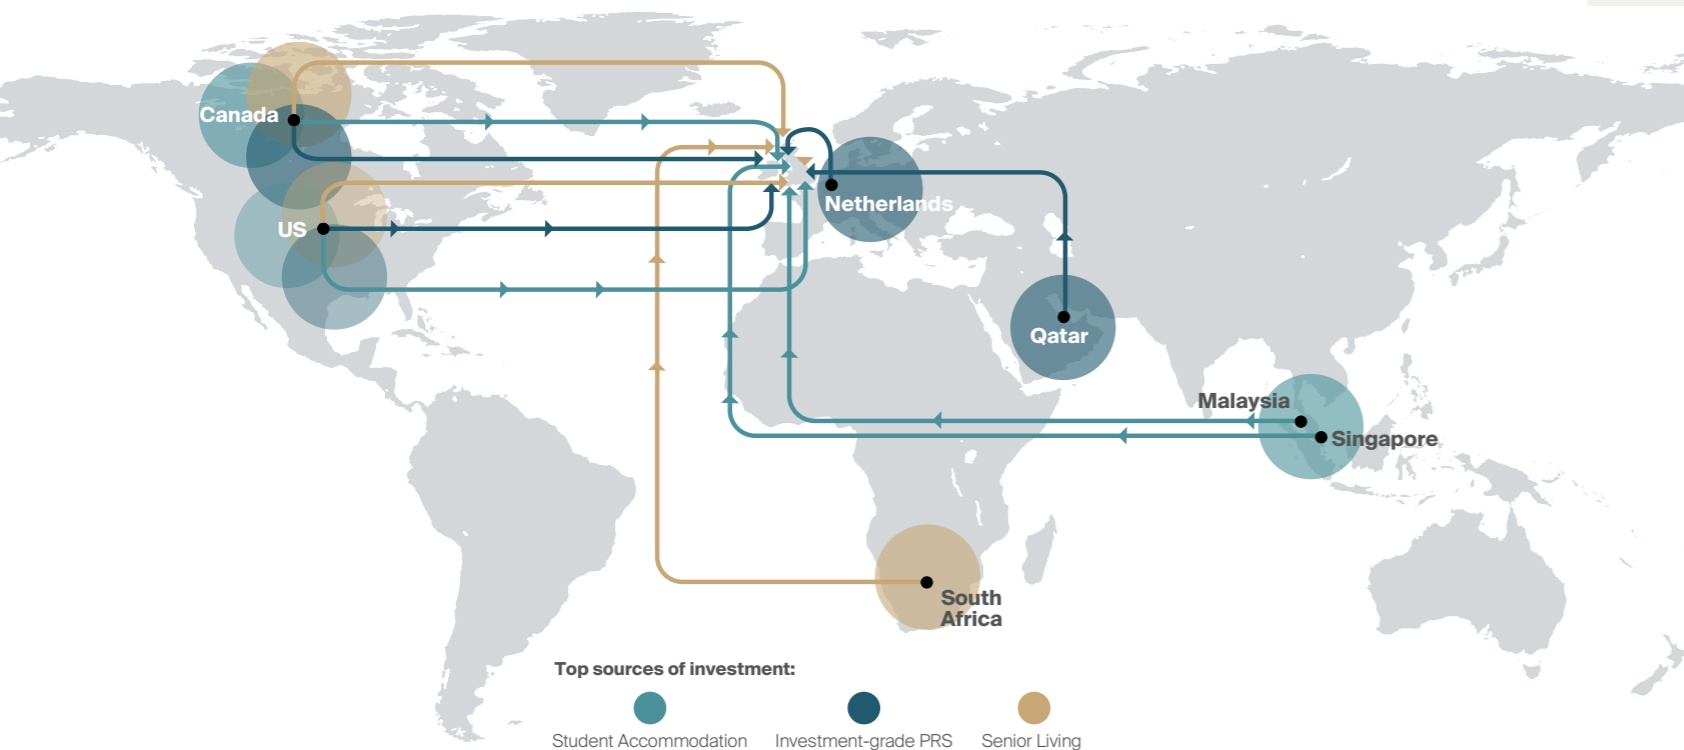 Canada
US
Netherlands
Qatar
Malaysia
Singapore
South
Africa
Top sources of investment:
Student Accommodation
Investment-grade PRS
Senior Living